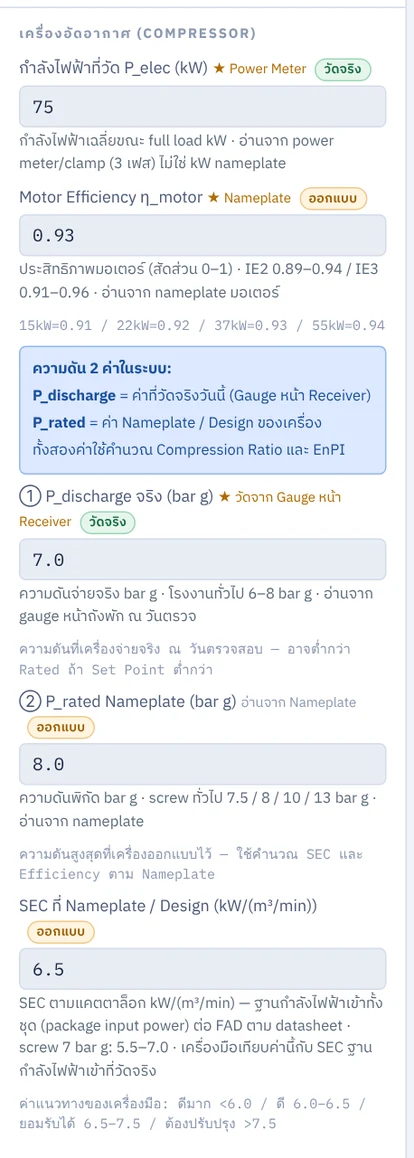 เครื่องอัดอากาศ (COMPRESSOR)
กำลังไฟฟ้าที่วัด P_elec (kW) ★ Power Meter วัดจริง
75
กำลังไฟฟ้าเฉลี่ยขณะ full load kW · อ่านจาก power
meter/clamp (3 เฟส) ไม่ใช่ kW nameplate
Motor Efficiency η_motor ★ Nameplate ออกแบบ
0.93
ประสิทธิภาพมอเตอร์ (สัดส่วน 0–1) · IE2 0.89–0.94 / IE3
0.91–0.96 · อ่านจาก nameplate มอเตอร์
15kW=0.91 / 22kW=0.92 / 37kW=0.93 / 55kW=0.94
ความดัน 2 ค่าในระบบ:
P_discharge = ค่าที่วัดจริงวันนี้ (Gauge หน้า Receiver)
P_rated = ค่า Nameplate / Design ของเครื่อง
ทั้งสองค่าใช้คำนวณ Compression Ratio และ EnPI
① P_discharge จริง (bar g) ★ วัดจาก Gauge หน้า
Receiver วัดจริง
7.0
ความดันจ่ายจริง bar g · โรงงานทั่วไป 6–8 bar g · อ่านจาก
gauge หน้าถังพัก ณ วันตรวจ
ความดันที่เครื่องจ่ายจริง ณ วันตรวจสอบ — อาจต่ำกว่า
Rated ถ้า Set Point ต่ำกว่า
② P_rated Nameplate (bar g) อ่านจาก Nameplate
ออกแบบ
8.0
ความดันพิกัด bar g · screw ทั่วไป 7.5 / 8 / 10 / 13 bar g ·
อ่านจาก nameplate
ความดันสูงสุดที่เครื่องออกแบบไว้ — ใช้คำนวณ SEC และ
Efficiency ตาม Nameplate
SEC ที่ Nameplate / Design (kW/(m³/min))
ออกแบบ
6.5
SEC ตามแคตตาล็อก kW/(m³/min) — ฐานกำลังไฟฟ้าเข้าทั้ง
ชุด (package input power) ต่อ FAD ตาม datasheet ·
screw 7 bar g: 5.5–7.0 · เครื่องมือเทียบค่านี้กับ SEC ฐาน
กำลังไฟฟ้าเข้าที่วัดจริง
ค่าแนวทางของเครื่องมือ: ดีมาก <6.0 / ดี 6.0–6.5 /
ยอมรับได้ 6.5–7.5 / ต้องปรับปรุง >7.5